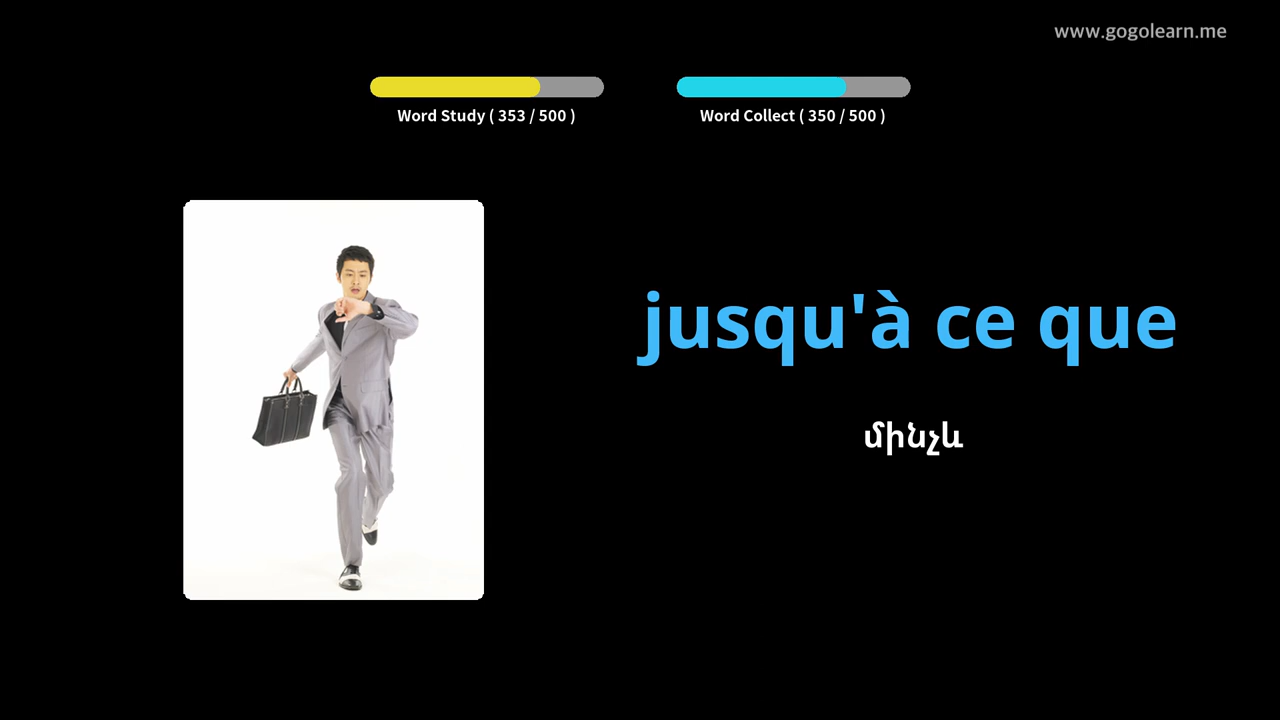 www.gogolearn.me
Word Study ( 353 / 500 )
Word Collect ( 350 / 500 )
jusqu'à ce que
մինչև